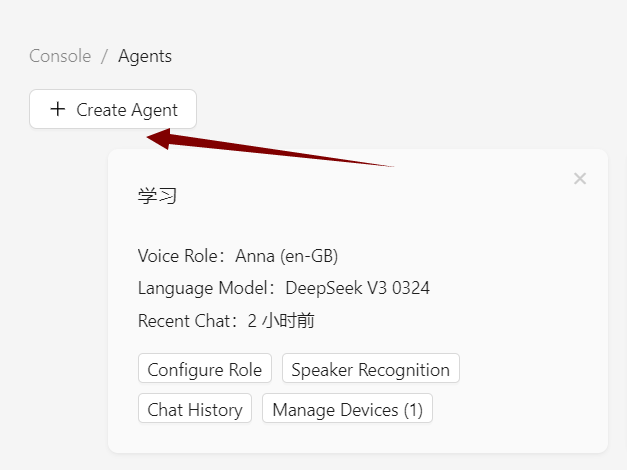 Console / Agents
+ Create Agent
学习
Voice Role：Anna (en-GB)
Language Model：DeepSeek V3 0324
Recent Chat：2 小时前
Configure Role Speaker Recognition
Chat History Manage Devices (1)